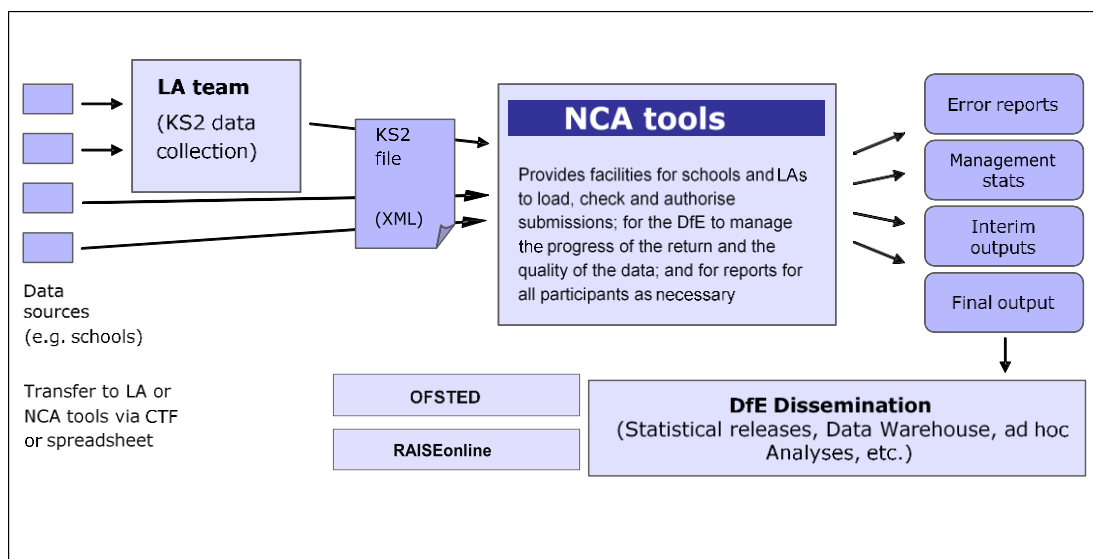 LA team
(KS2 data
collection)
KS2
file
(XML)
NCA tools
Provides facilities for schools and LAs
to load, check and authorise
submissions; for the DfE to manage
the progress of the return and the
quality of the data; and for reports for
all participants as necessary
Error reports
Management
stats
Interim
outputs
Final output
Data
sources
(e.g. schools)
Transfer to LA or
NCA tools via CTF
or spreadsheet
OFSTED
RAISEonline
DfE Dissemination
(Statistical releases, Data Warehouse, ad hoc
Analyses, etc.)